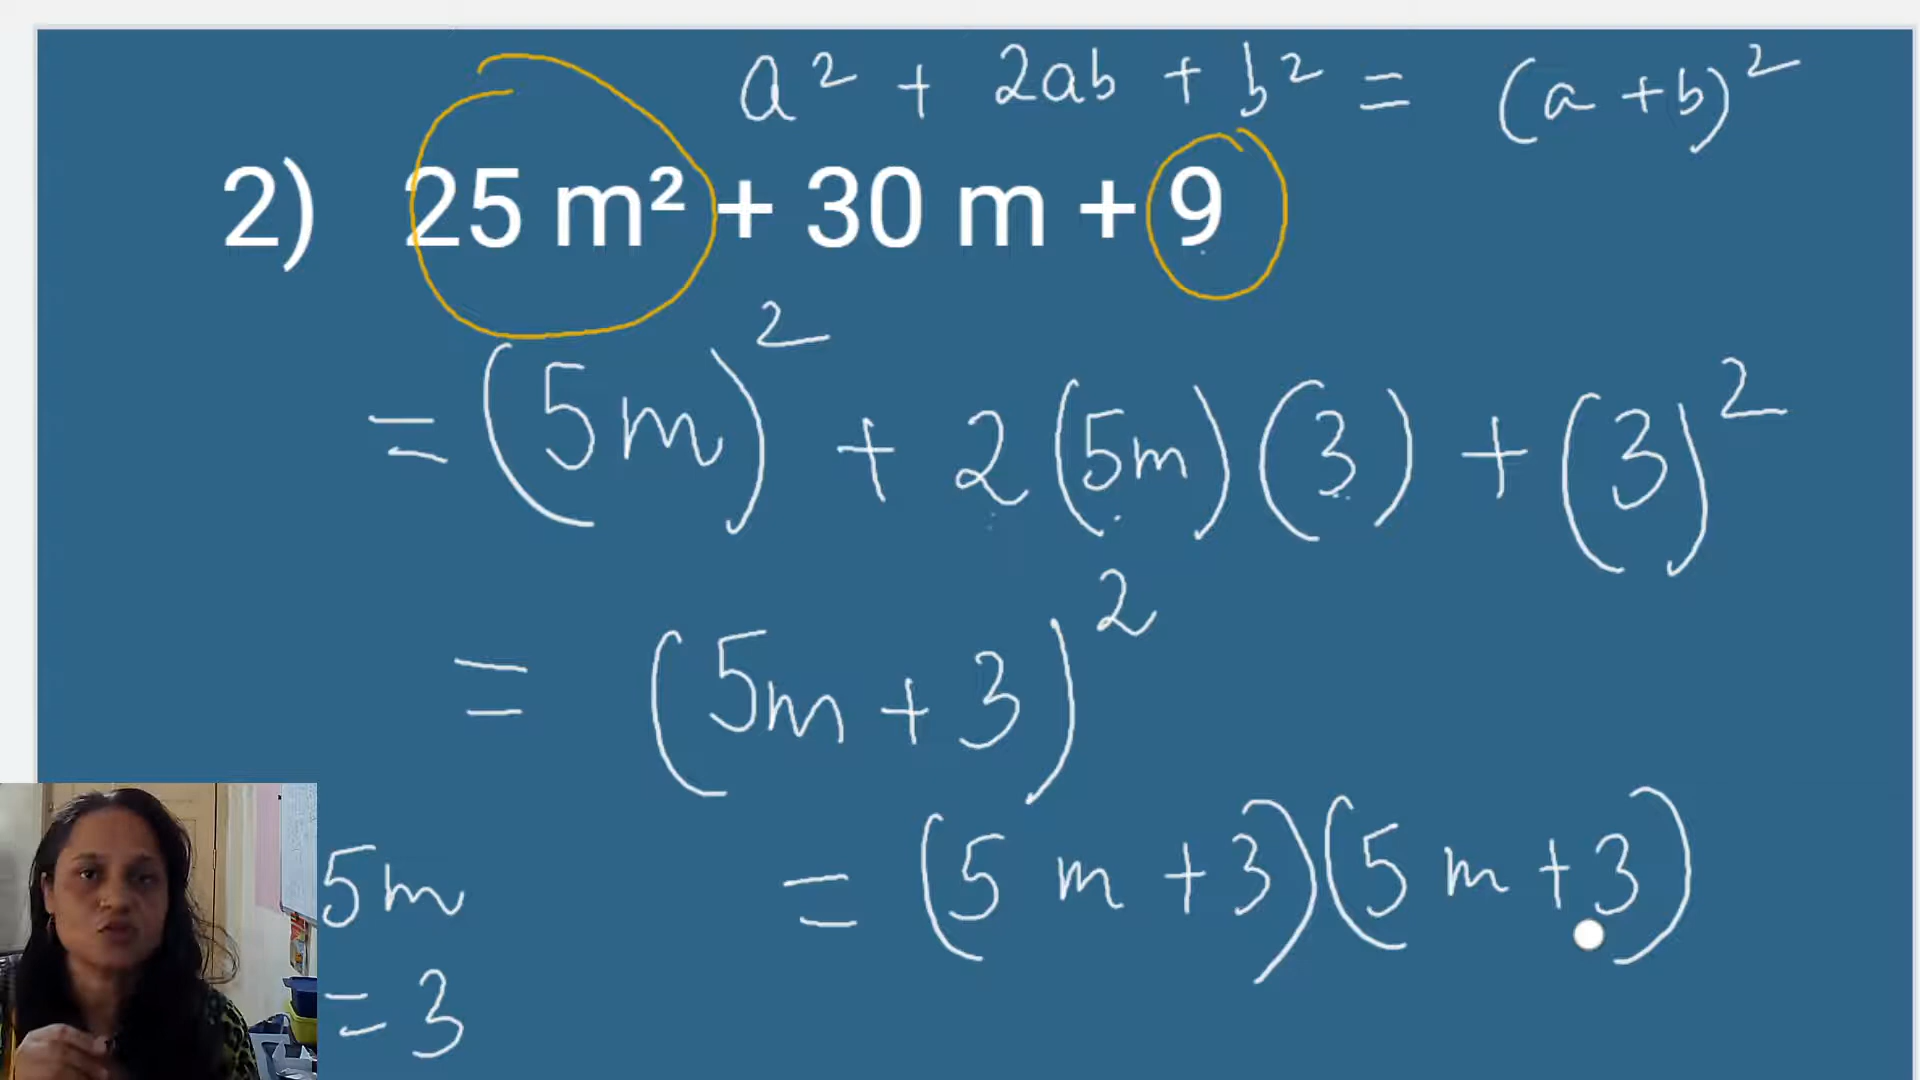 a² + 2ab + b² = (a + b)²
2) 25 m² + 30 m + 9
= (5m)² + 2(5m)(3) + (3)²
= (5m + 3)²
5m
= (5 m + 3)(5 m + 3)
= 3